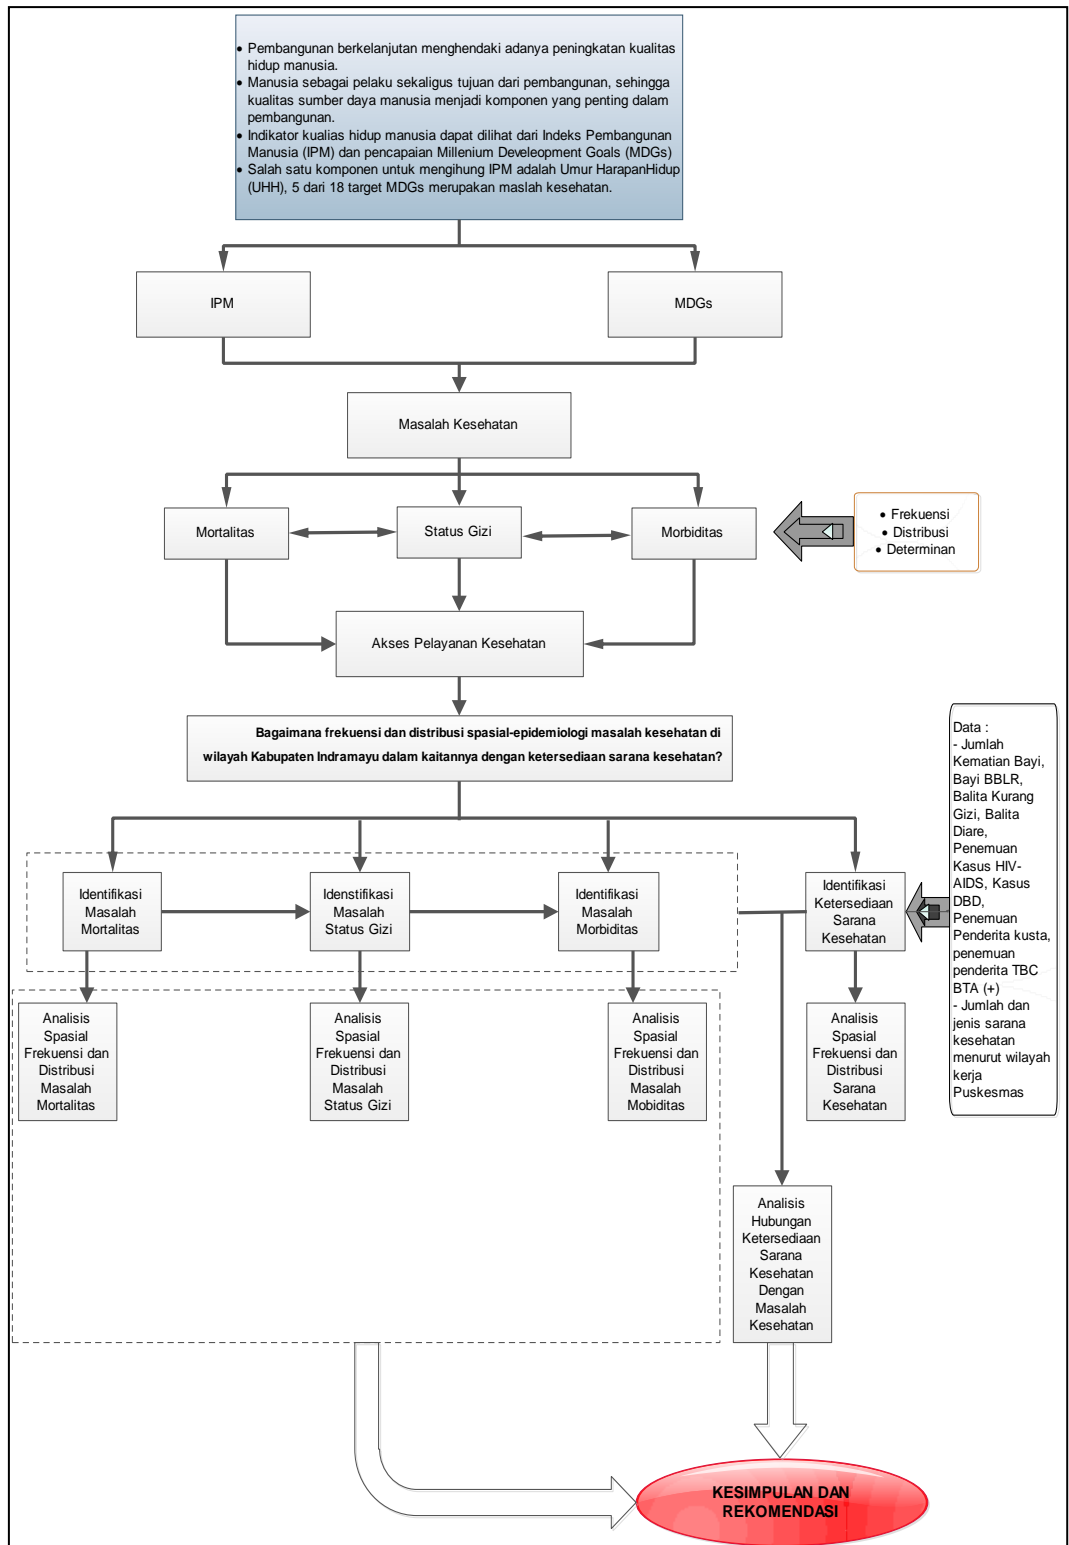 • Pembangunan berkelanjutan menghendaki adanya peningkatan kualitas
hidup manusia.
• Manusia sebagai pelaku sekaligus tujuan dari pembangunan, sehingga
kualitas sumber daya manusia menjadi komponen yang penting dalam
pembangunan.
• Indikator kualias hidup manusia dapat dilihat dari Indeks Pembangunan
Manusia (IPM) dan pencapaian Millenium Develeopment Goals (MDGs)
• Salah satu komponen untuk mengihung IPM adalah Umur HarapanHidup
(UHH), 5 dari 18 target MDGs merupakan maslah kesehatan.
IPM
MDGs
Masalah Kesehatan
Mortalitas
Status Gizi
Morbiditas
• Frekuensi
• Distribusi
• Determinan
Akses Pelayanan Kesehatan
Bagaimana frekuensi dan distribusi spasial-epidemiologi masalah kesehatan di
wilayah Kabupaten Indramayu dalam kaitannya dengan ketersediaan sarana kesehatan?
Data :
- Jumlah
Kematian Bayi,
Bayi BBLR,
Balita Kurang
Gizi, Balita
Diare,
Penemuan
Kasus HIV-
AIDS, Kasus
DBD,
Penemuan
Penderita kusta,
penemuan
penderita TBC
BTA (+)
- Jumlah dan
jenis sarana
kesehatan
menurut wilayah
kerja
Puskesmas
Identifikasi
Masalah
Mortalitas
Idenstifikasi
Masalah
Status Gizi
Identifikasi
Masalah
Morbiditas
Identifikasi
Ketersediaan
Sarana
Kesehatan
Analisis
Spasial
Frekuensi dan
Distribusi
Masalah
Mortalitas
Analisis
Spasial
Frekuensi dan
Distribusi
Masalah
Status Gizi
Analisis
Spasial
Frekuensi dan
Distribusi
Masalah
Mobiditas
Analisis
Spasial
Frekuensi dan
Distribusi
Sarana
Kesehatan
Analisis
Hubungan
Ketersediaan
Sarana
Kesehatan
Dengan
Masalah
Kesehatan
KESIMPULAN DAN
REKOMENDASI